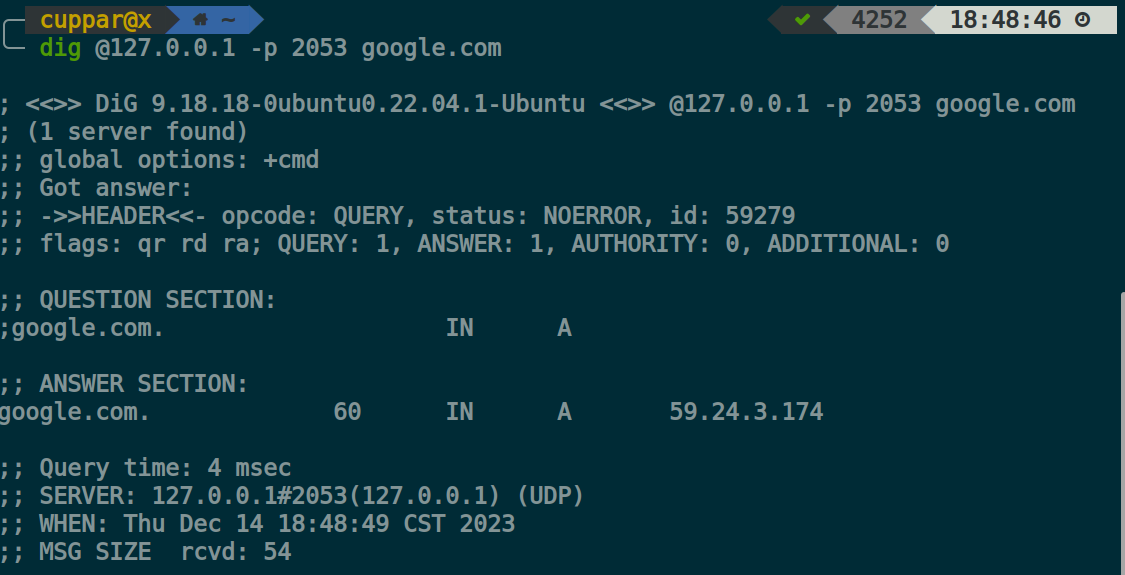 cuppar@x ~ 4252 18:48:46
dig @127.0.0.1 -p 2053 google.com
; <<>> DiG 9.18.18-0ubuntu0.22.04.1-Ubuntu <<>> @127.0.0.1 -p 2053 google.com
; (1 server found)
;; global options: +cmd
;; Got answer:
;; ->>HEADER<<- opcode: QUERY, status: NOERROR, id: 59279
;; flags: qr rd ra; QUERY: 1, ANSWER: 1, AUTHORITY: 0, ADDITIONAL: 0
;; QUESTION SECTION:
;google.com. IN A
;; ANSWER SECTION:
google.com. 60 IN A 59.24.3.174
;; Query time: 4 msec
;; SERVER: 127.0.0.1#2053(127.0.0.1) (UDP)
;; WHEN: Thu Dec 14 18:48:49 CST 2023
;; MSG SIZE rcvd: 54